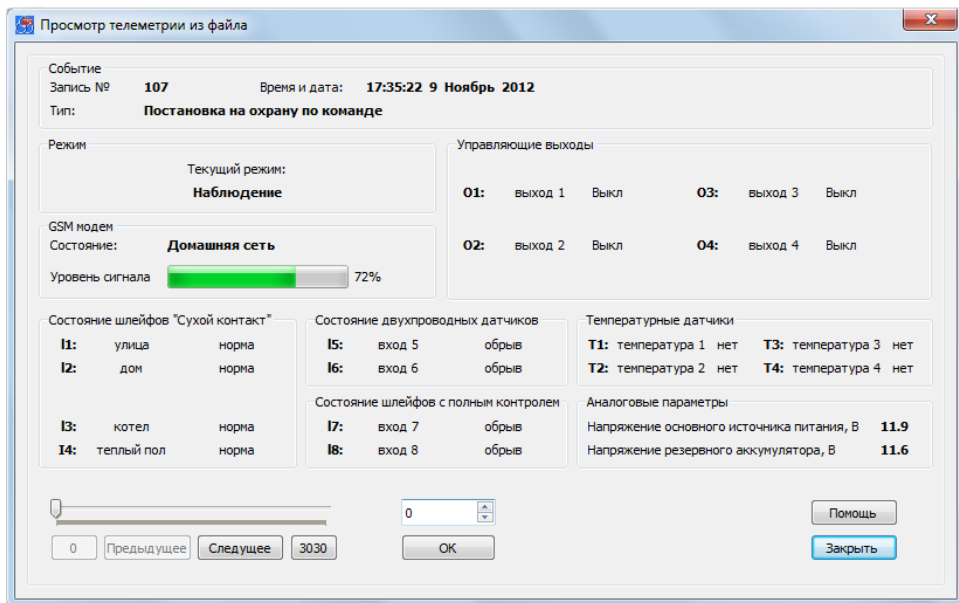 Просмотр телеметрии из файла
Событие
Запись № 107 Время и дата: 17:35:22 9 Ноябрь 2012
Тип: Постановка на охрану по команде
Режим
Текущий режим:
Наблюдение
Управляющие выходы
O1: выход 1 Выкл O3: выход 3 Выкл
O2: выход 2 Выкл O4: выход 4 Выкл
GSM модем
Состояние: Домашняя сеть
Уровень сигнала 72%
Состояние шлейфов "Сухой контакт"
I1: улица норма
I2: дом норма
I3: котел норма
I4: теплый пол норма
Состояние двухпроводных датчиков
I5: вход 5 обрыв
I6: вход 6 обрыв
Состояние шлейфов с полным контролем
I7: вход 7 обрыв
I8: вход 8 обрыв
Температурные датчики
T1: температура 1 нет T3: температура 3 нет
T2: температура 2 нет T4: температура 4 нет
Аналоговые параметры
Напряжение основного источника питания, В 11.9
Напряжение резервного аккумулятора, В 11.6
0
Помощь
0 Предыдущее Следущее 3030 OK Закрыть